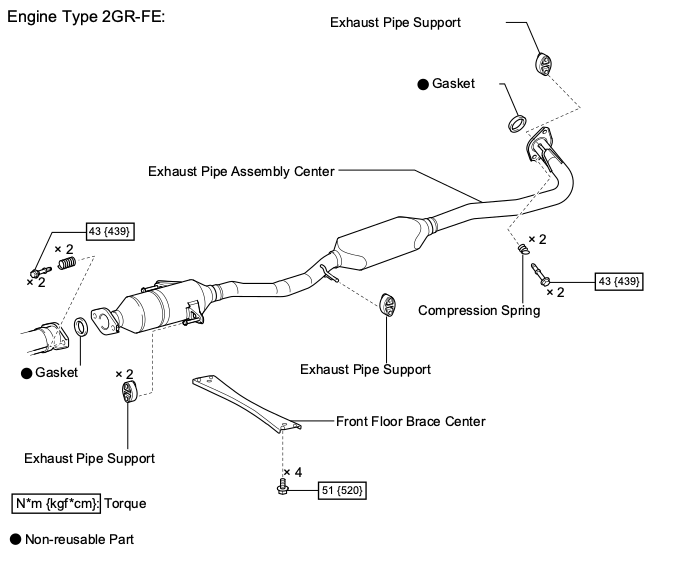 Engine Type 2GR-FE:
Exhaust Pipe Support
● Gasket
Exhaust Pipe Assembly Center
43 {439}
× 2
× 2
× 2
43 {439}
× 2
Compression Spring
● Gasket
× 2
Exhaust Pipe Support
Front Floor Brace Center
Exhaust Pipe Support
× 4
51 {520}
N*m {kgf*cm}: Torque
● Non-reusable Part